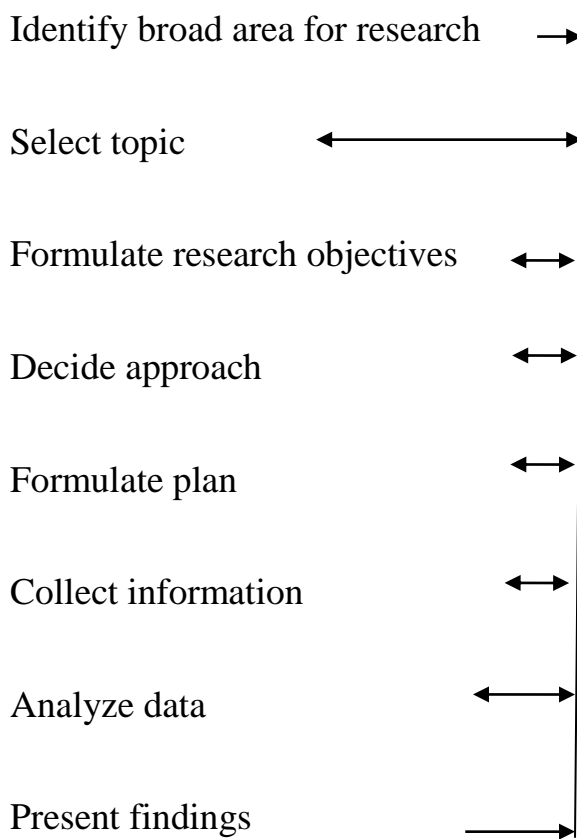 Identify broad area for research
Select topic
Formulate research objectives
Decide approach
Formulate plan
Collect information
Analyze data
Present findings